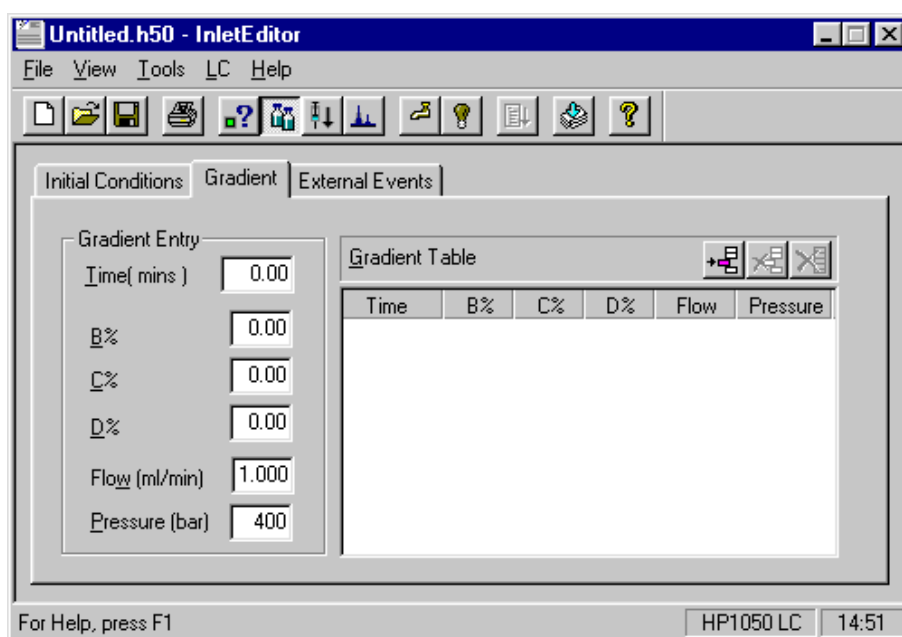 Untitled.h50 - InletEditor
File View Tools LC Help
Initial Conditions Gradient External Events
Gradient Entry
Time( mins ) 0.00
B% 0.00
C% 0.00
D% 0.00
Flow (ml/min) 1.000
Pressure (bar) 400
Gradient Table
Time B% C% D% Flow Pressure
For Help, press F1 HP1050 LC 14:51